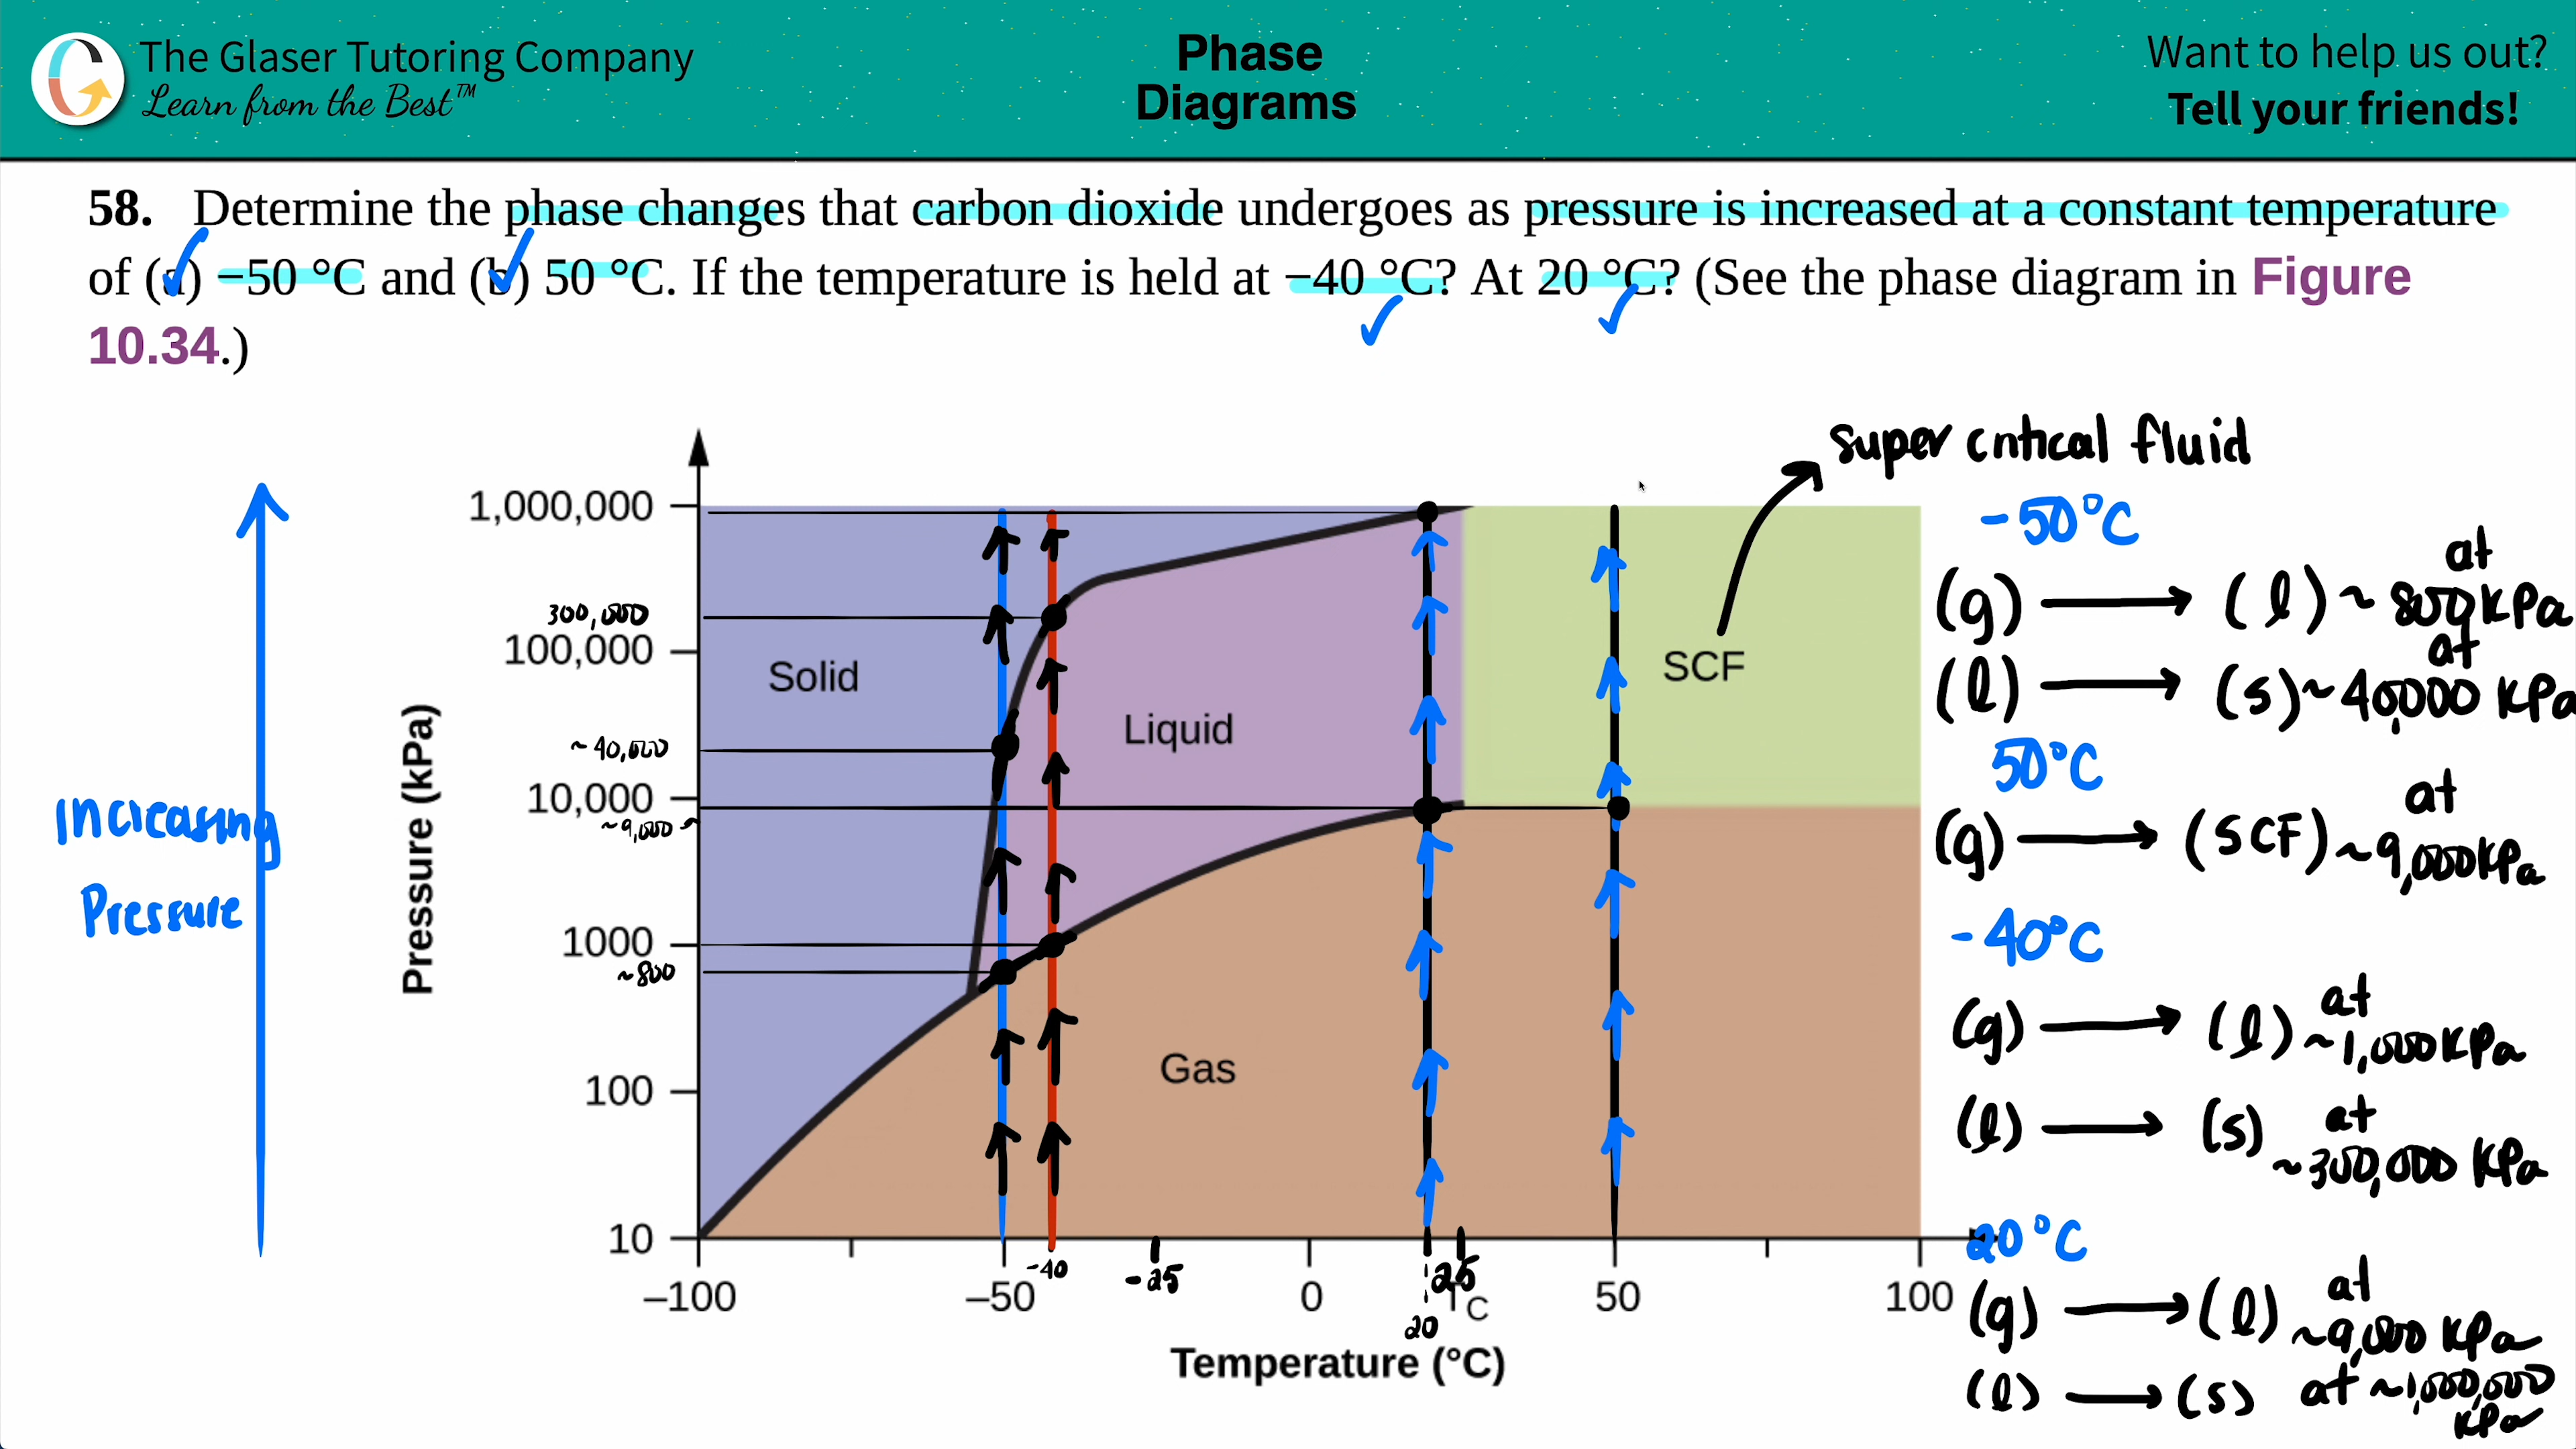 The Glaser Tutoring Company
Learn from the Best™
Phase
Diagrams
Want to help us out?
Tell your friends!
58. Determine the phase changes that carbon dioxide undergoes as pressure is increased at a constant temperature
of (a) −50 °C and (b) 50 °C. If the temperature is held at −40 °C? At 20 °C? (See the phase diagram in Figure
10.34.)
Increasing
Pressure
Pressure (kPa)
1,000,000
300,000
100,000
~40,000
10,000
~9,000
1000
~800
100
10
Solid
Liquid
Gas
SCF
–100
–50
-40
-25
0
20
25
TC
50
100
Temperature (°C)
super critical fluid
-50°C
(g) → (l) ~ at 800 kPa
(l) → (s) ~ at 40,000 kPa
50°C
(g) → (SCF) at ~9,000 kPa
-40°C
(g) → (l) at ~1,000 kPa
(l) → (s) at ~300,000 kPa
20°C
(g) → (l) at ~9,000 kPa
(l) → (s) at ~1,000,000 kPa